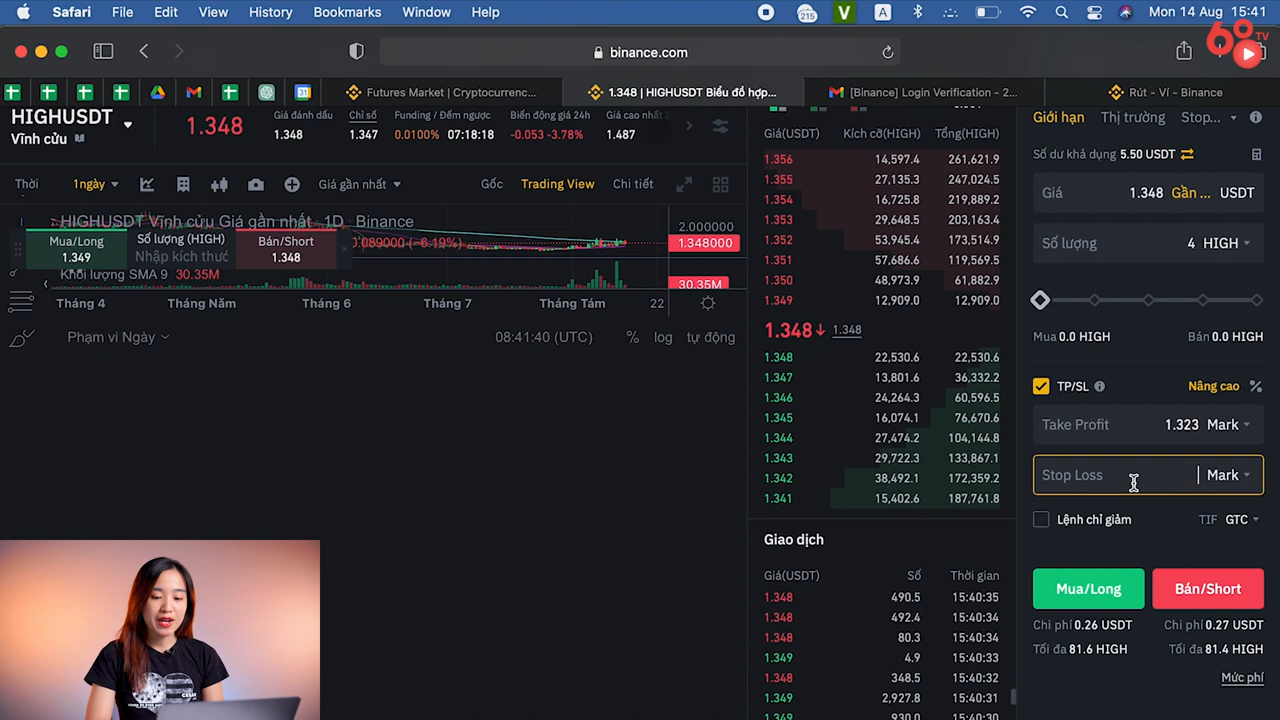 Safari File Edit View History Bookmarks Window Help 215 V A Mon 14 Aug 15:41
binance.com
6 TV
Futures Market | Cryptocurrenc... 1.348 | HIGHUSDT Biểu đồ hợp... [Binance] Login Verification - 2... Rút - Ví - Binance
HIGHUSDT
Vĩnh cửu
1.348
Giá đánh dấu
1.348
Chỉ số
1.347
Funding / Đếm ngược
0.0100% 07:18:18
Biến động giá 24h
-0.053 -3.78%
Giá cao nhất 2
1.487
Thời 1ngày Giá gần nhất Gốc Trading View Chi tiết
HIGHUSDT Vĩnh cửu Giá gần nhất · 1D · Binance
Mua/Long
1.349
Số lượng (HIGH)
Nhập kích thước
Bán/Short
1.348
0.089000 (−6.19%)
Khối lượng SMA 9 30.35M
2.000000
1.348000
30.35M
Tháng 4 Tháng Năm Tháng 6 Tháng 7 Tháng Tám 22
Phạm vi Ngày 08:41:40 (UTC) % log tự động
Giá(USDT) Kích cỡ(HIGH) Tổng(HIGH)
1.356 14,597.4 261,621.9
1.355 27,135.3 247,024.5
1.354 16,725.8 219,889.2
1.353 29,648.5 203,163.4
1.352 53,945.4 173,514.9
1.351 57,686.6 119,569.5
1.350 48,973.9 61,882.9
1.349 12,909.0 12,909.0
1.348↓ 1.348
1.348 22,530.6 22,530.6
1.347 13,801.6 36,332.2
1.346 24,264.3 60,596.5
1.345 16,074.1 76,670.6
1.344 27,474.2 104,144.8
1.343 29,722.3 133,867.1
1.342 38,492.1 172,359.2
1.341 15,402.6 187,761.8
Giao dịch
Giá(USDT) Số Thời gian
1.348 490.5 15:40:35
1.348 492.4 15:40:34
1.348 80.3 15:40:34
1.349 4.9 15:40:33
1.348 348.5 15:40:32
1.349 2,927.8 15:40:31
1.349 930.0 15:40:30
Giới hạn Thị trường Stop...
Số dư khả dụng 5.50 USDT
Giá 1.348 Gần ... USDT
Số lượng 4 HIGH
Mua 0.0 HIGH Bán 0.0 HIGH
TP/SL Nâng cao
Take Profit 1.323 Mark
Stop Loss Mark
Lệnh chỉ giảm TIF GTC
Mua/Long Bán/Short
Chi phí 0.26 USDT Chi phí 0.27 USDT
Tối đa 81.6 HIGH Tối đa 81.4 HIGH
Mức phí